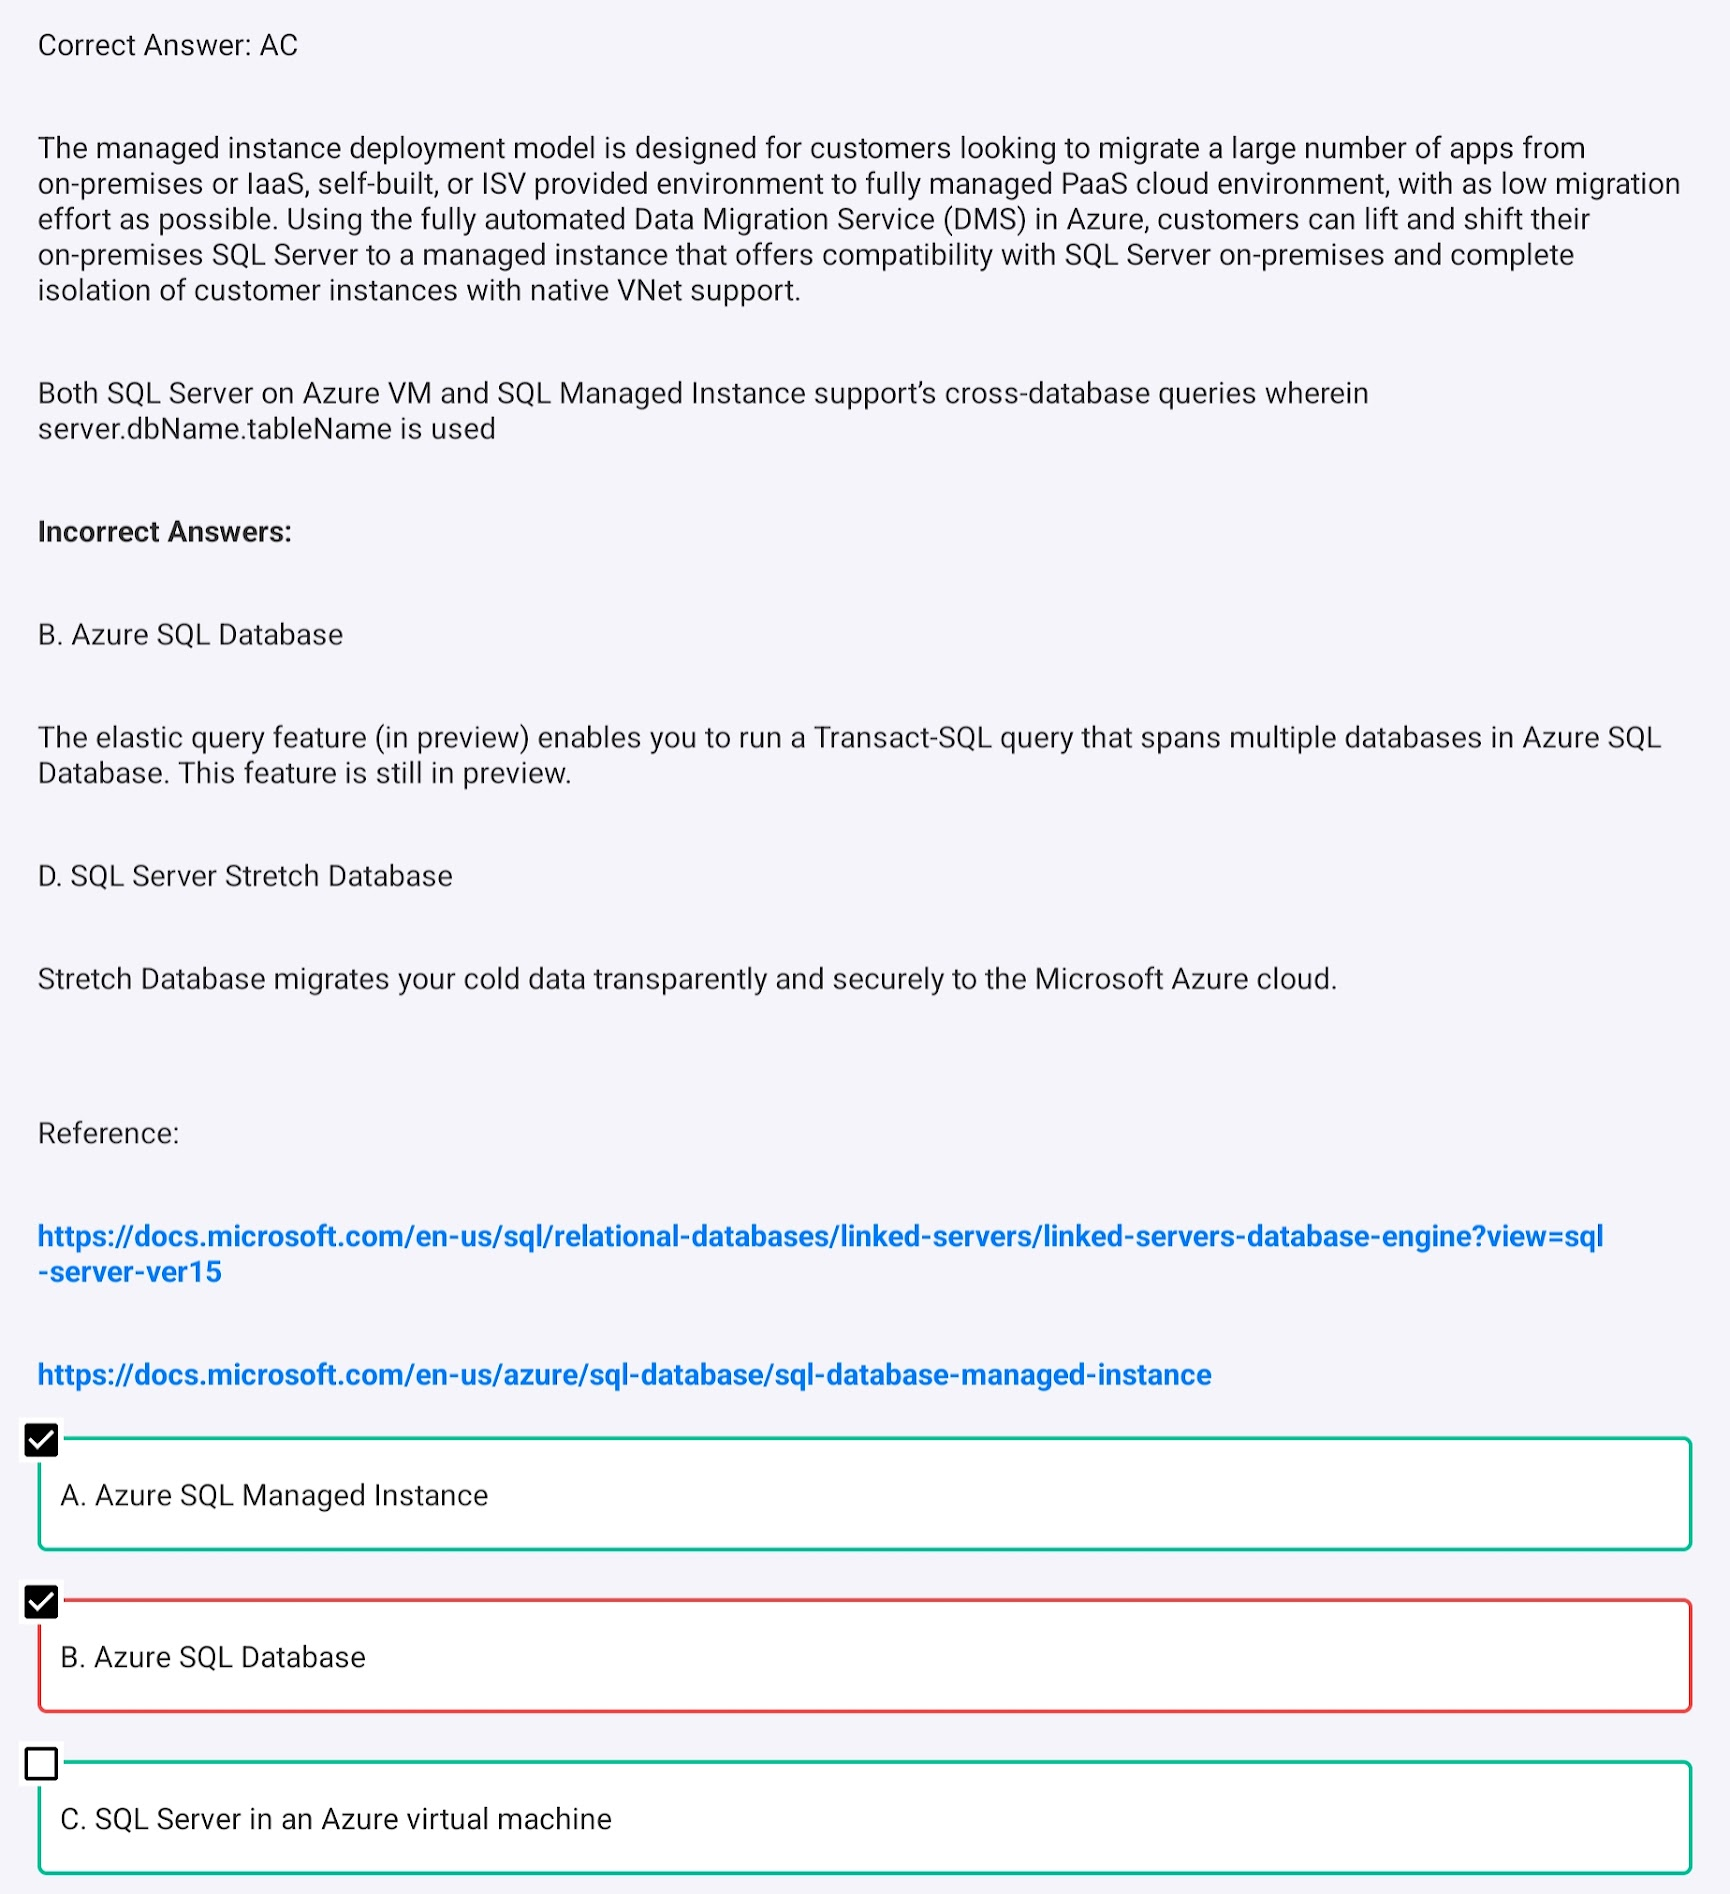 Correct Answer: AC
The managed instance deployment model is designed for customers looking to migrate a large number of apps from
on-premises or IaaS, self-built, or ISV provided environment to fully managed PaaS cloud environment, with as low migration
effort as possible. Using the fully automated Data Migration Service (DMS) in Azure, customers can lift and shift their
on-premises SQL Server to a managed instance that offers compatibility with SQL Server on-premises and complete
isolation of customer instances with native VNet support.
Both SQL Server on Azure VM and SQL Managed Instance support’s cross-database queries wherein
server.dbName.tableName is used
Incorrect Answers:
B. Azure SQL Database
The elastic query feature (in preview) enables you to run a Transact-SQL query that spans multiple databases in Azure SQL
Database. This feature is still in preview.
D. SQL Server Stretch Database
Stretch Database migrates your cold data transparently and securely to the Microsoft Azure cloud.
Reference:
https://docs.microsoft.com/en-us/sql/relational-databases/linked-servers/linked-servers-database-engine?view=sql
-server-ver15
https://docs.microsoft.com/en-us/azure/sql-database/sql-database-managed-instance
A. Azure SQL Managed Instance
B. Azure SQL Database
C. SQL Server in an Azure virtual machine